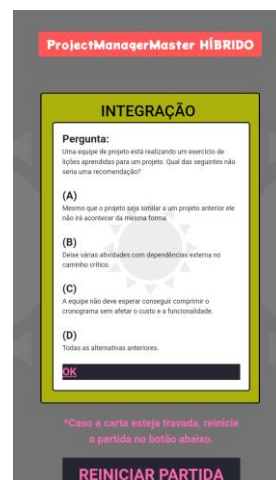 ProjectManagerMaster HÍBRIDO
INTEGRAÇÃO
Pergunta:
Uma equipe de projeto está realizando um exercício de
lições aprendidas para um projeto. Qual das seguintes não
seria uma recomendação?
(A)
Mesmo que o projeto seja similar a um projeto anterior ele
não irá acontecer da mesma forma.
(B)
Deixe várias atividades com dependências externa no
caminho crítico.
(C)
A equipe não deve esperar conseguir comprimir o
cronograma sem afetar o custo e a funcionalidade.
(D)
Todas as alternativas anteriores.
OK
*Caso a carta esteja travada, reinicie
a partida no botão abaixo.
REINICIAR PARTIDA